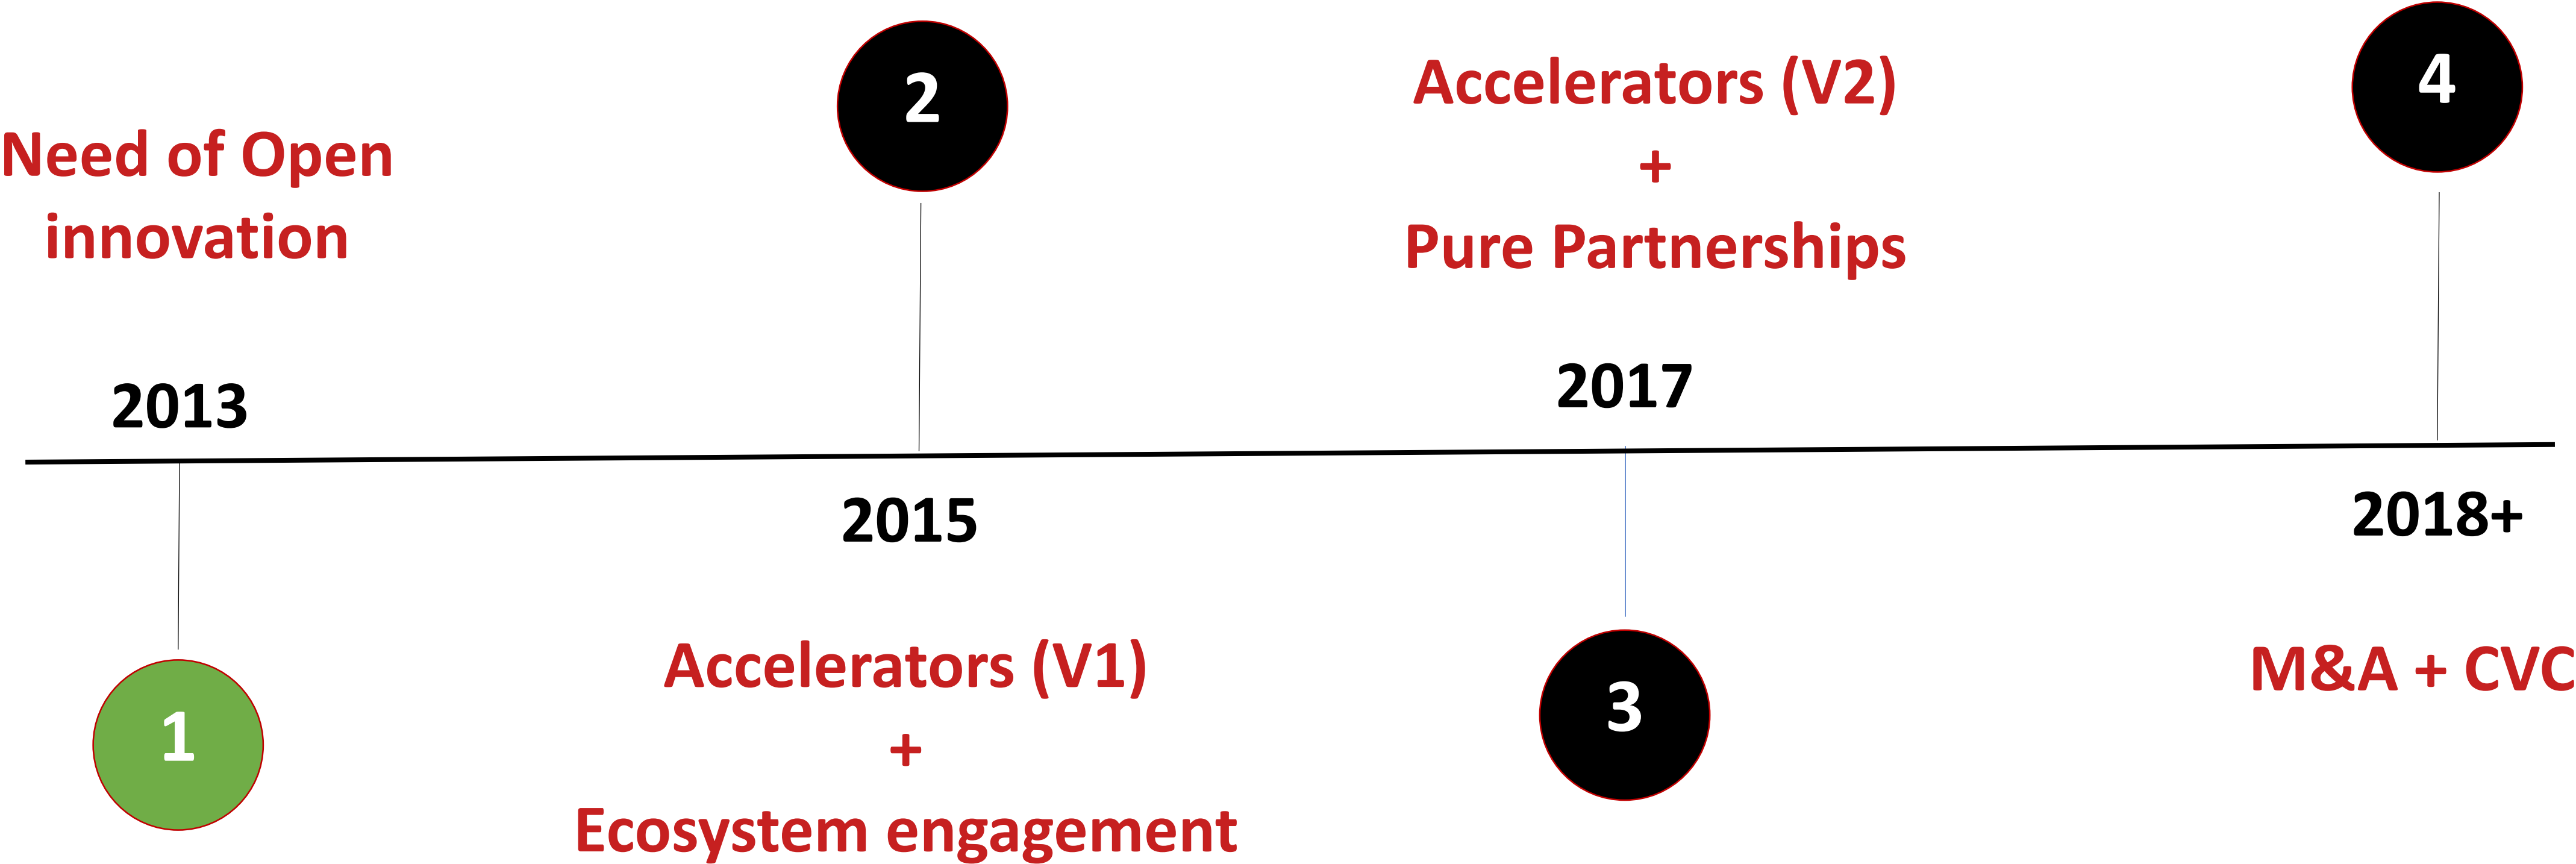 Need of Open
innovation
2013
1
2
2015
Accelerators (V1)
+
Ecosystem engagement
Accelerators (V2)
+
Pure Partnerships
2017
3
4
2018+
M&A + CVC